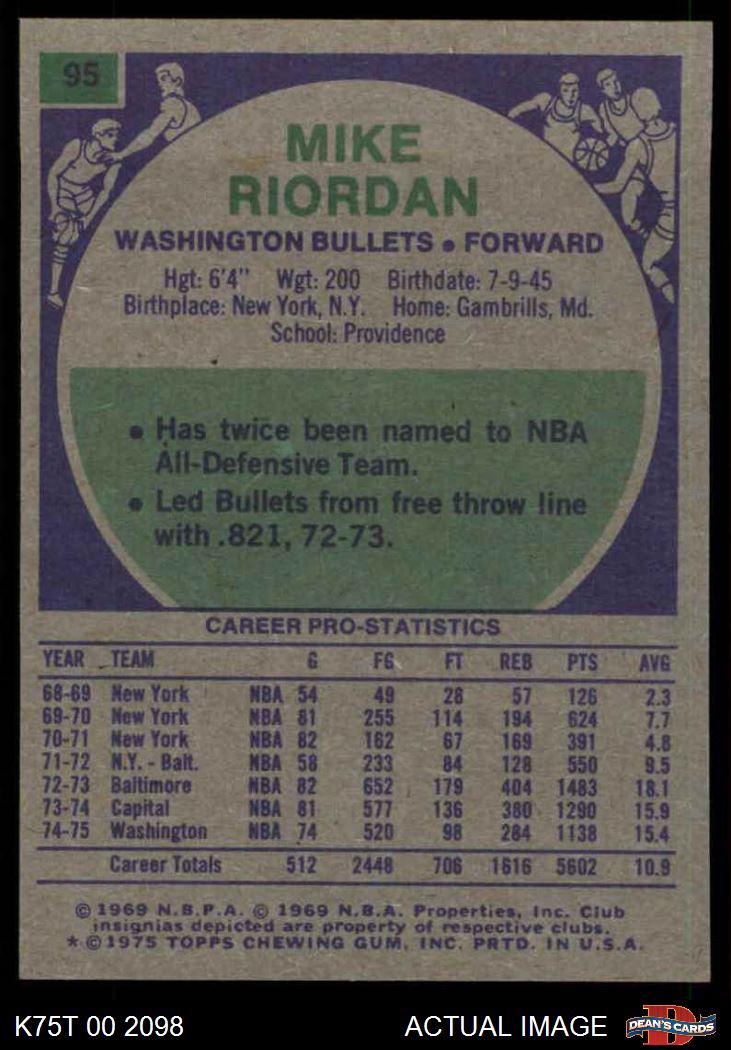 95
MIKE
RIORDAN
WASHINGTON BULLETS • FORWARD
Hgt: 6'4" Wgt: 200 Birthdate: 7-9-45
Birthplace: New York, N.Y. Home: Gambrills, Md.
School: Providence
• Has twice been named to NBA
All-Defensive Team.
• Led Bullets from free throw line
with .821, 72-73.
CAREER PRO-STATISTICS
YEAR TEAM G FG FT REB PTS AVG
68-69 New York NBA 54 49 28 57 126 2.3
69-70 New York NBA 81 255 114 194 624 7.7
70-71 New York NBA 82 162 67 169 391 4.8
71-72 N.Y. - Balt. NBA 58 233 84 128 550 9.5
72-73 Baltimore NBA 82 652 179 404 1483 18.1
73-74 Capital NBA 81 577 136 380 1290 15.9
74-75 Washington NBA 74 520 98 284 1138 15.4
Career Totals 512 2448 706 1616 5602 10.9
© 1969 N.B.P.A. © 1969 N.B.A. Properties, Inc. Club
insignias depicted are property of respective clubs.
* © 1975 TOPPS CHEWING GUM, INC. PRTD. IN U.S.A.
K75T 00 2098 ACTUAL IMAGE D DEAN'S CARDS